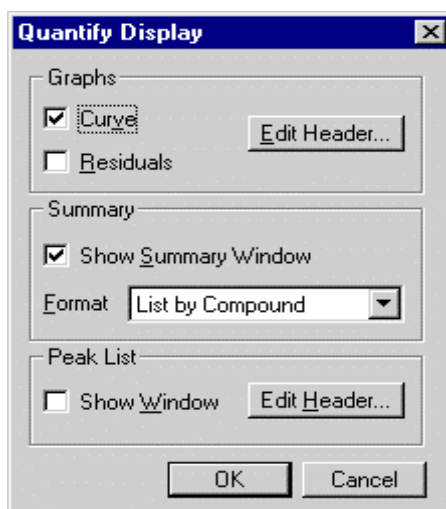 Quantify Display
Graphs
Curve
Edit Header...
Residuals
Summary
Show Summary Window
Format List by Compound
Peak List
Show Window Edit Header...
OK Cancel